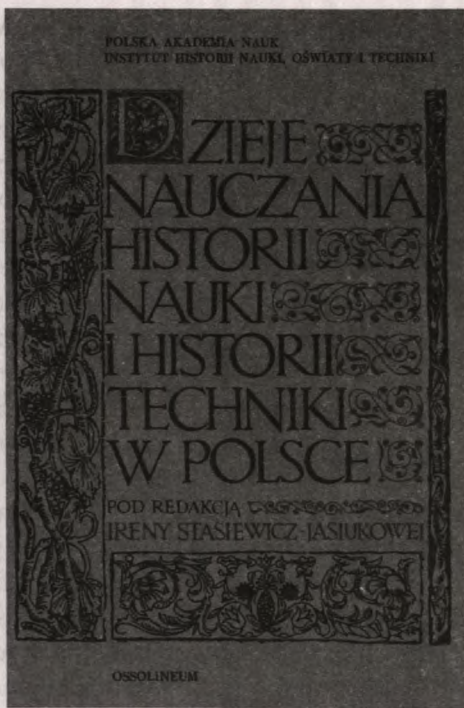 POLSKA AKADEMIA NAUK
INSTYTUT HISTORII NAUKI, OŚWIATY I TECHNIKI
DZIEJE
NAUCZANIA
HISTORII
NAUKI
I HISTORII
TECHNIKI
W POLSCE
POD REDAKCJĄ
IRENY STASIEWICZ-JASIUKOWEJ
OSSOLINEUM